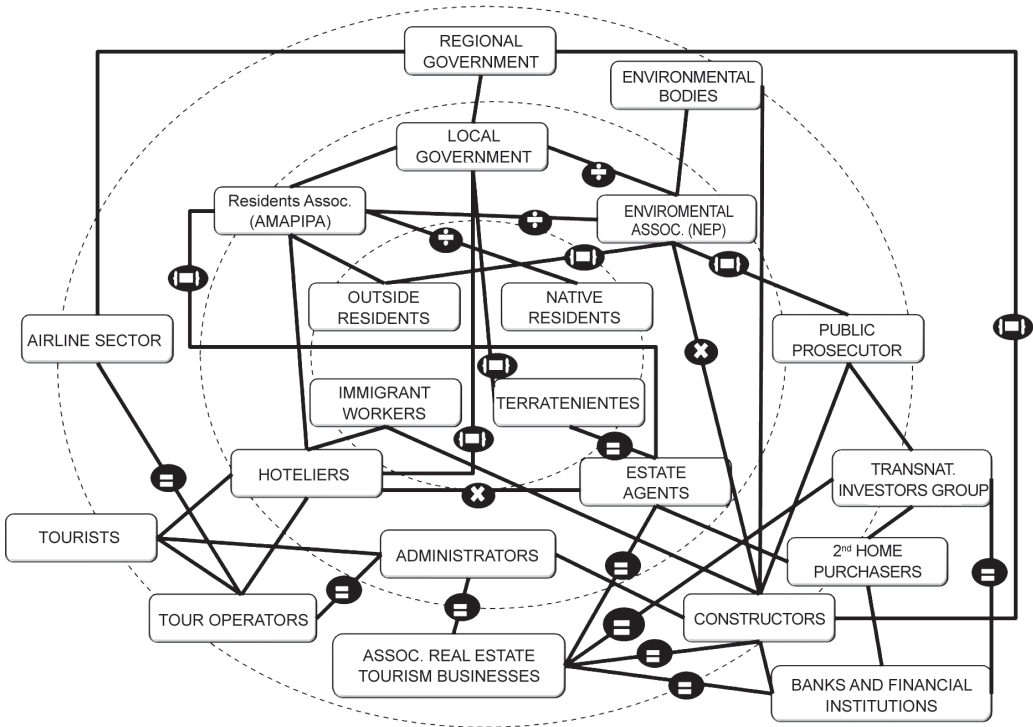 REGIONAL
GOVERNMENT
ENVIRONMENTAL
BODIES
LOCAL
GOVERNMENT
Residents Assoc.
(AMAPIPA)
ENVIROMENTAL
ASSOC. (NEP)
OUTSIDE
RESIDENTS
NATIVE
RESIDENTS
AIRLINE SECTOR
PUBLIC
PROSECUTOR
IMMIGRANT
WORKERS
TERRATENIENTES
HOTELIERS
ESTATE
AGENTS
TRANSNAT.
INVESTORS GROUP
TOURISTS
ADMINISTRATORS
2nd HOME
PURCHASERS
TOUR OPERATORS
CONSTRUCTORS
ASSOC. REAL ESTATE
TOURISM BUSINESSES
BANKS AND FINANCIAL
INSTITUTIONS